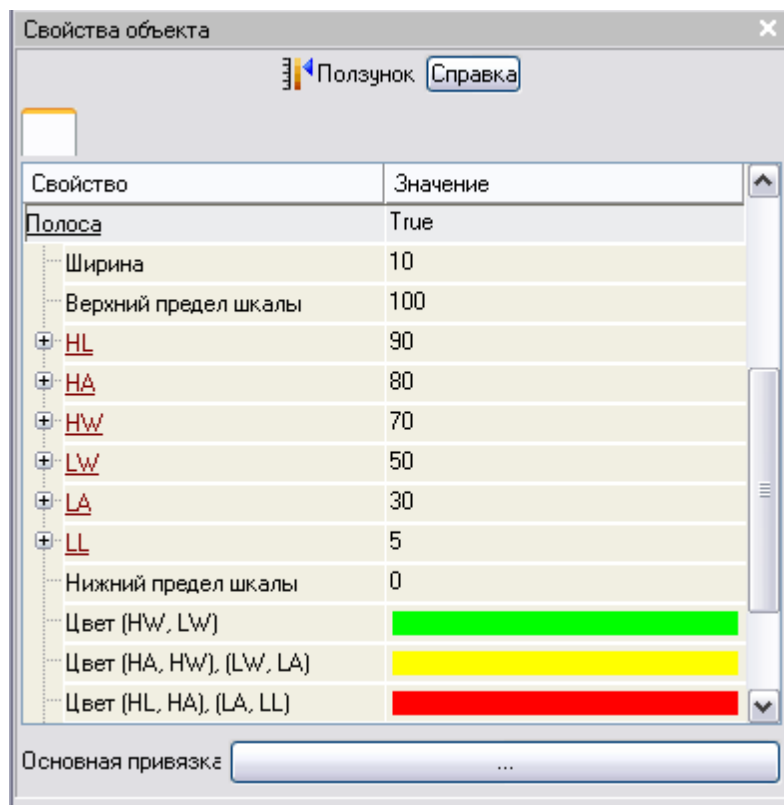 Свойства объекта
Ползунок Справка
Свойство Значение
Полоса True
Ширина 10
Верхний предел шкалы 100
HL 90
HA 80
HW 70
LW 50
LA 30
LL 5
Нижний предел шкалы 0
Цвет (HW, LW)
Цвет (HA, HW), (LW, LA)
Цвет (HL, HA), (LA, LL)
Основная привязка ...